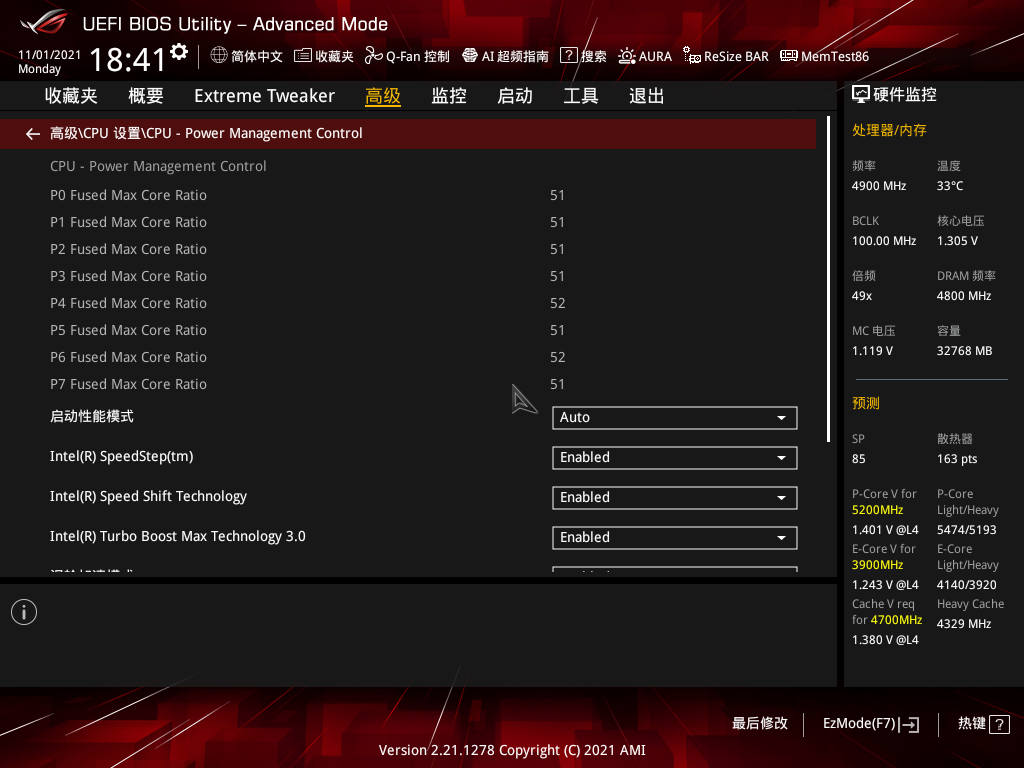 UEFI BIOS Utility – Advanced Mode
11/01/2021
Monday
18:41
简体中文
收藏夹
Q-Fan 控制
AI 超频指南
?
搜索
AURA
ReSize BAR
MemTest86
收藏夹
概要
Extreme Tweaker
高级
监控
启动
工具
退出
高级\CPU 设置\CPU - Power Management Control
CPU - Power Management Control
P0 Fused Max Core Ratio 51
P1 Fused Max Core Ratio 51
P2 Fused Max Core Ratio 51
P3 Fused Max Core Ratio 51
P4 Fused Max Core Ratio 52
P5 Fused Max Core Ratio 51
P6 Fused Max Core Ratio 52
P7 Fused Max Core Ratio 51
启动性能模式 Auto
Intel(R) SpeedStep(tm) Enabled
Intel(R) Speed Shift Technology Enabled
Intel(R) Turbo Boost Max Technology 3.0 Enabled
硬件监控
处理器/内存
频率 温度
4900 MHz 33°C
BCLK 核心电压
100.00 MHz 1.305 V
倍频 DRAM 频率
49x 4800 MHz
MC 电压 容量
1.119 V 32768 MB
预测
SP 散热器
85 163 pts
P-Core V for P-Core
5200MHz Light/Heavy
1.401 V @L4 5474/5193
E-Core V for E-Core
3900MHz Light/Heavy
1.243 V @L4 4140/3920
Cache V req Heavy Cache
for 4700MHz 4329 MHz
1.380 V @L4
最后修改
EzMode(F7)
热键 ?
Version 2.21.1278 Copyright (C) 2021 AMI